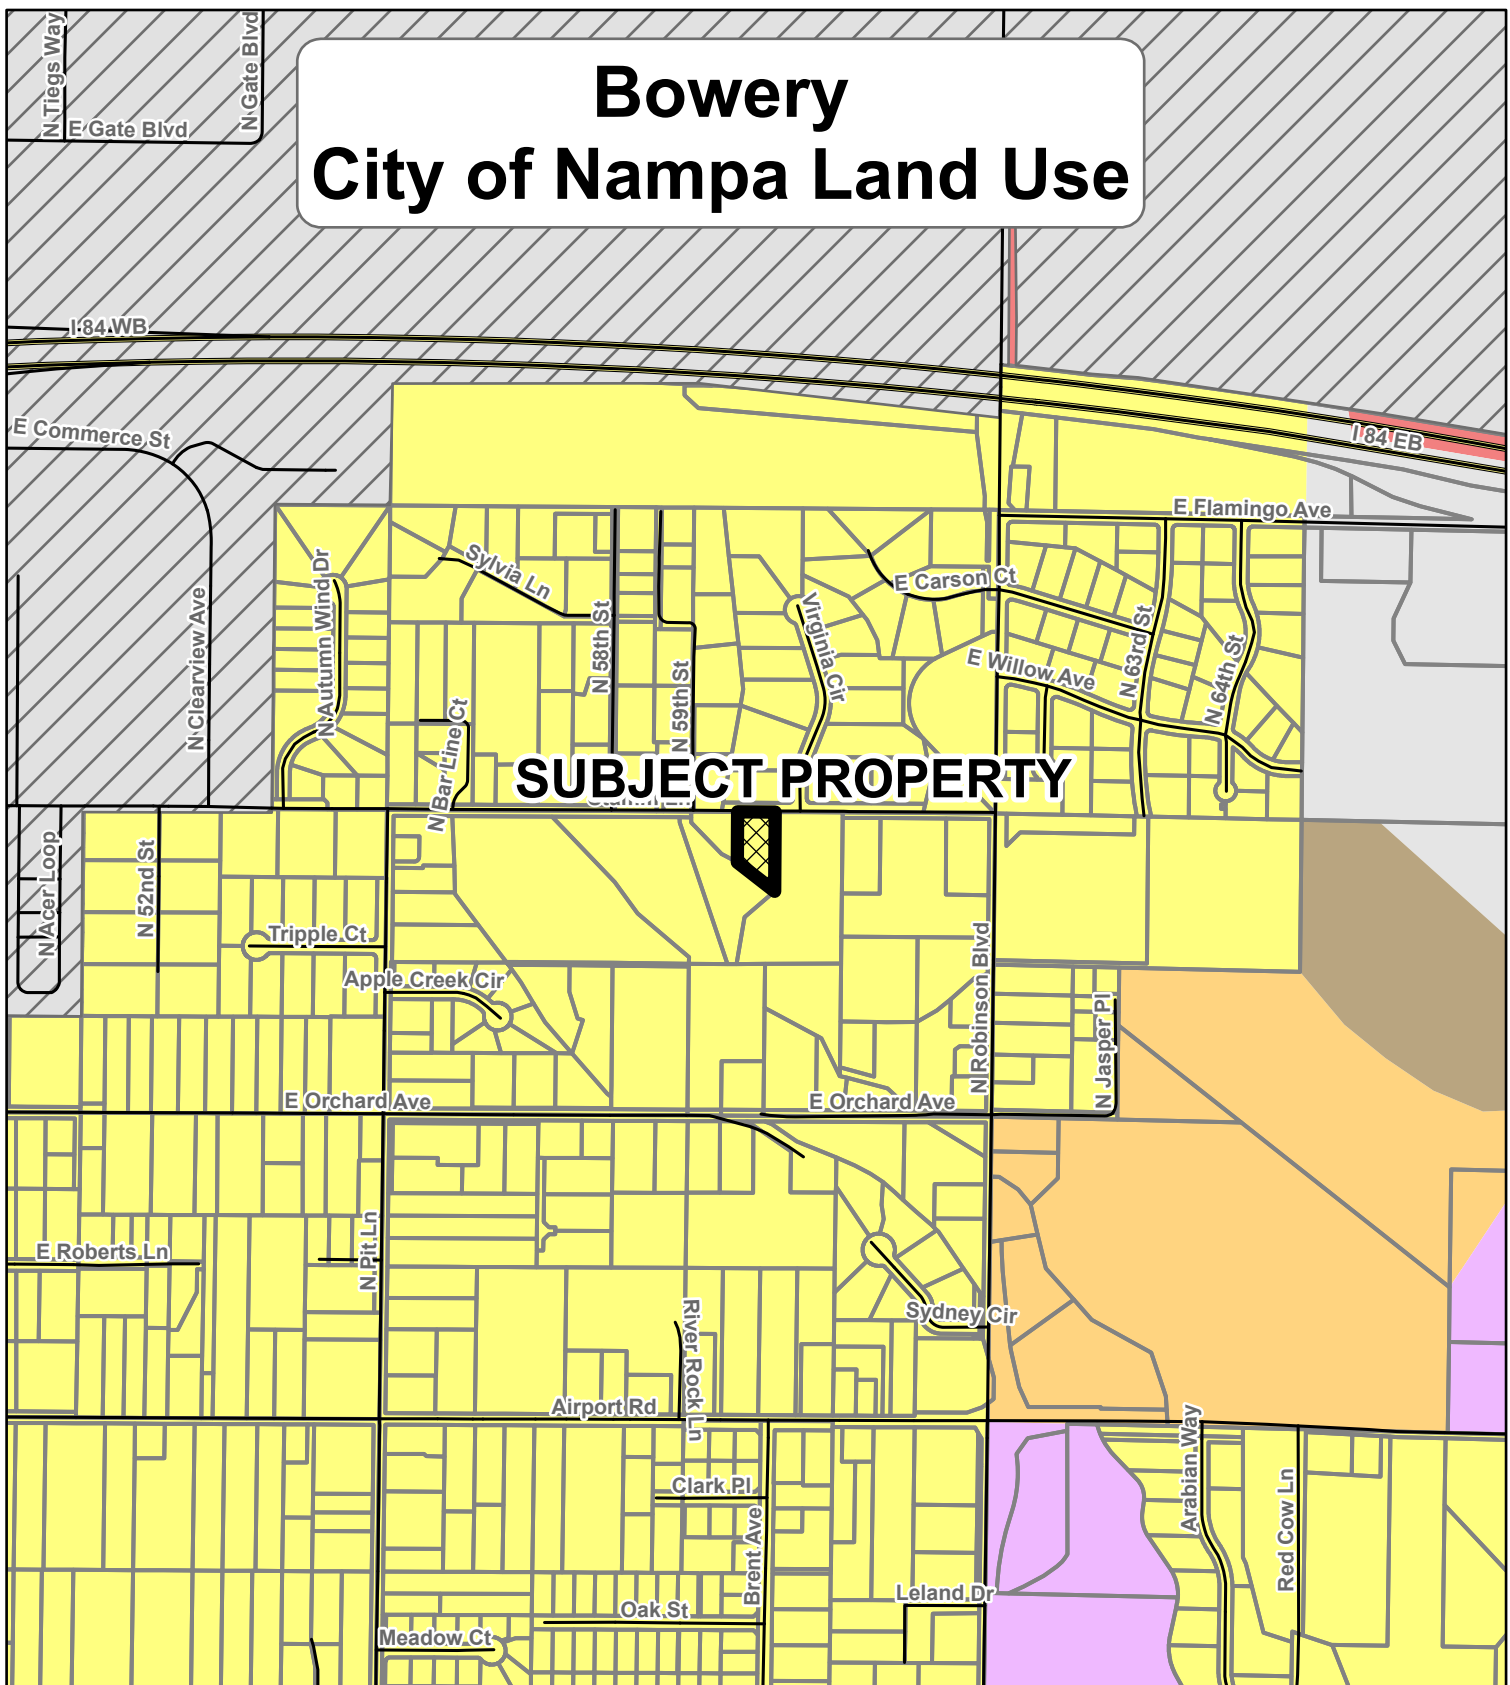 N Tiegs Way
N Gate Blvd
E Gate Blvd
Bowery
City of Nampa Land Use
I 84 WB
E Commerce St
I 84 EB
E Flamingo Ave
Sylvia Ln
E Carson Ct
N Autumn Wind Dr
N Clearview Ave
N 58th St
N 59th St
Virginia Cir
E Willow Ave
N 63rd St
N 64th St
N Bar Line Ct
SUBJECT PROPERTY
N Acer Loop
N 52nd St
Tripple Ct
Apple Creek Cir
N Robinson Blvd
N Jasper Pl
E Orchard Ave
E Orchard Ave
E Roberts Ln
N Pit Ln
River Rock Ln
Sydney Cir
Airport Rd
Arabian Way
Clark Pl
Red Cow Ln
Brent Ave
Leland Dr
Oak St
Meadow Ct